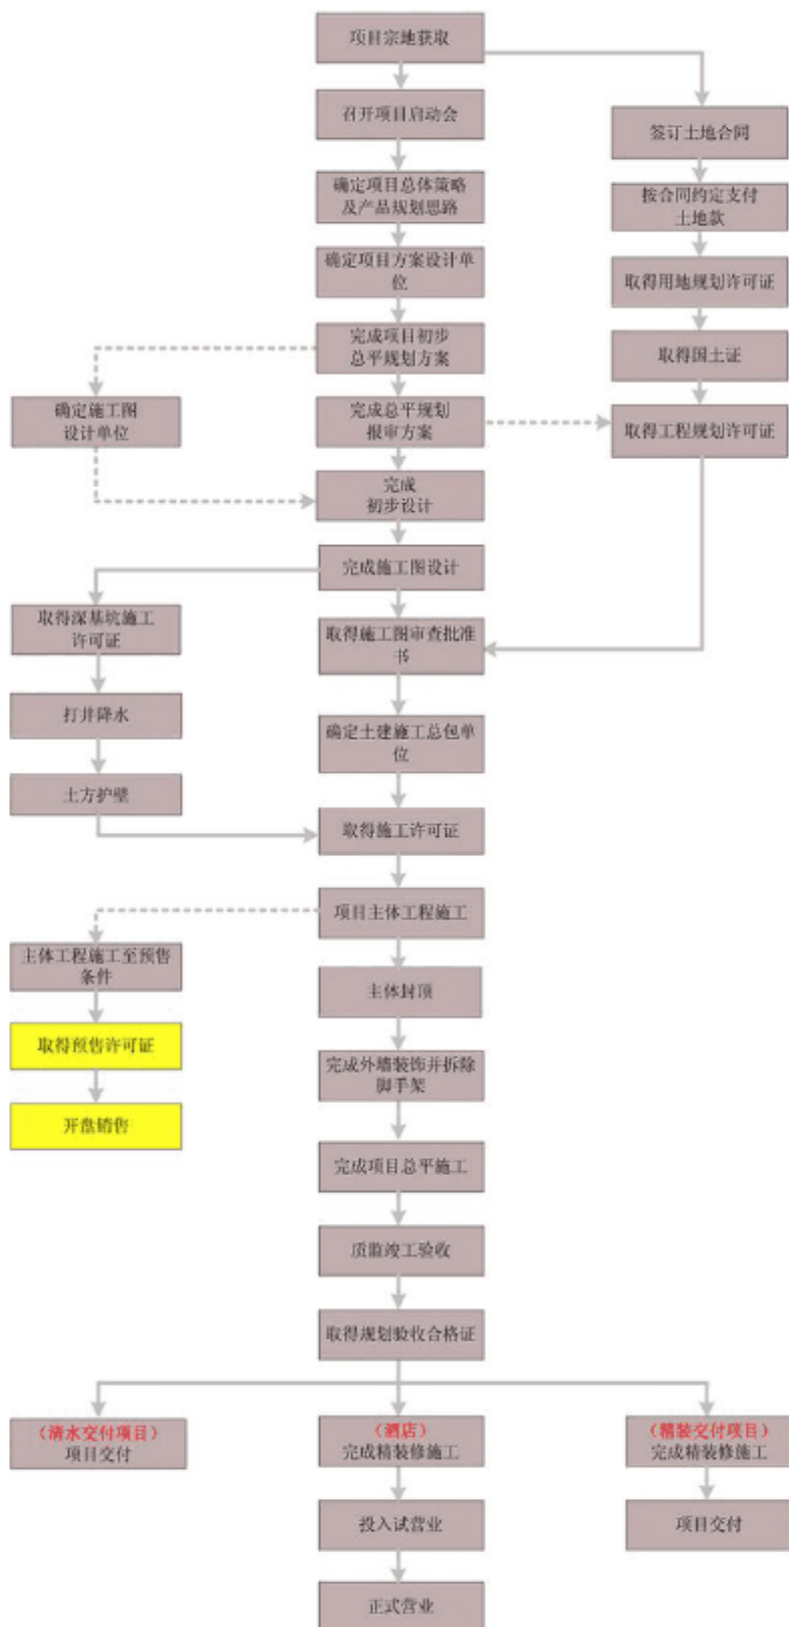 项目宗地获取
召开项目启动会
签订土地合同
确定项目总体策略
及产品规划思路
按合同约定支付
土地款
确定项目方案设计单
位
取得用地规划许可证
完成项目初步
总平规划方案
取得国土证
确定施工图
设计单位
完成总平规划
报审方案
取得工程规划许可证
完成
初步设计
完成施工图设计
取得深基坑施工
许可证
取得施工图审查批准
书
打井降水
确定土建施工总包单
位
土方护壁
取得施工许可证
项目主体工程施工
主体工程施工至预售
条件
主体封顶
取得预售许可证
完成外墙装饰并拆除
脚手架
开盘销售
完成项目总平施工
质监竣工验收
取得规划验收合格证
（清水交付项目）
项目交付
（酒店）
完成精装修施工
（精装交付项目）
完成精装修施工
投入试营业
项目交付
正式营业